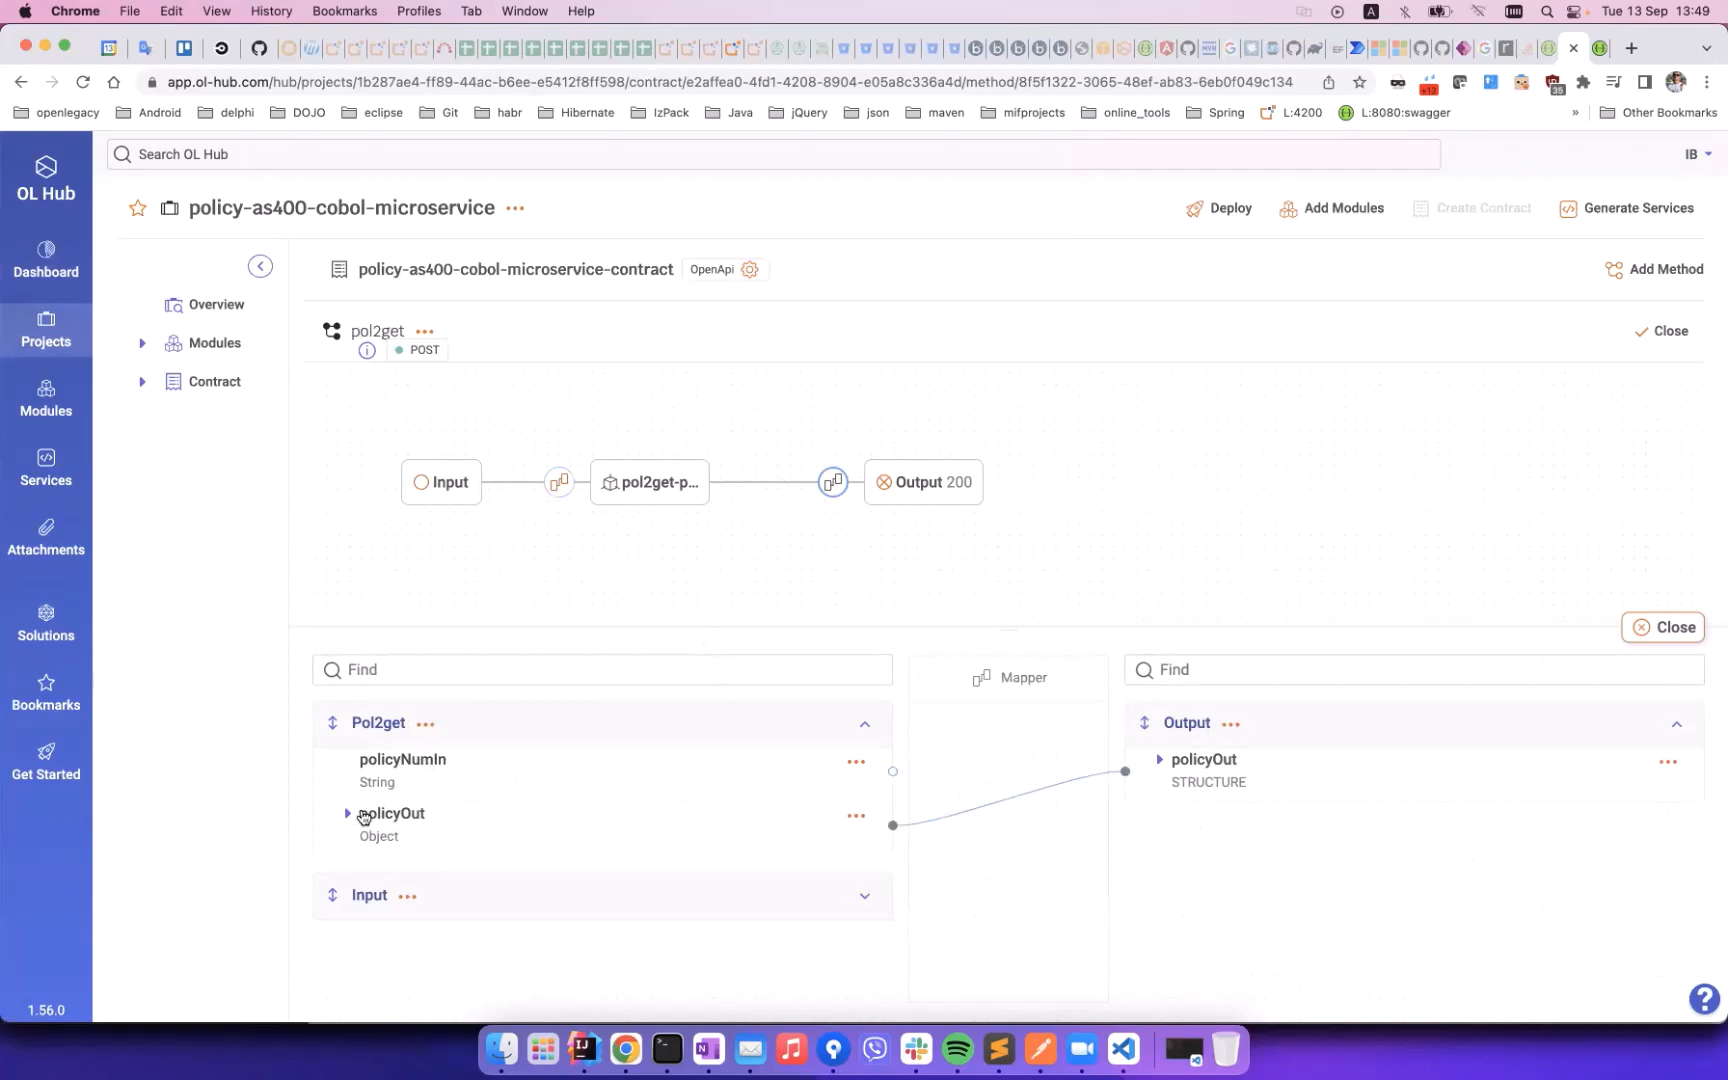 Chrome File Edit View History Bookmarks Profiles Tab Window Help Tue 13 Sep 13:49
app.ol-hub.com/hub/projects/1b287ae4-ff89-44ac-b6ee-e5412f8ff598/contract/e2affea0-4fd1-4208-8904-e05a8c336a4d/method/8f5f1322-3065-48ef-ab83-6eb0f049c134
openlegacy Android delphi DOJO eclipse Git habr Hibernate IzPack Java jQuery json maven mifprojects online_tools Spring L:4200 L:8080:swagger » Other Bookmarks
Search OL Hub IB
OL Hub
policy-as400-cobol-microservice ... Deploy Add Modules Create Contract Generate Services
Dashboard
Projects
Modules
Services
Attachments
Solutions
Bookmarks
Get Started
1.56.0
Overview
Modules
Contract
policy-as400-cobol-microservice-contract OpenApi Add Method
pol2get ... Close
POST
Input pol2get-p... Output 200
Close
Find Mapper Find
Pol2get ... Output ...
policyNumIn ... policyOut ...
String STRUCTURE
policyOut ...
Object
Input ...